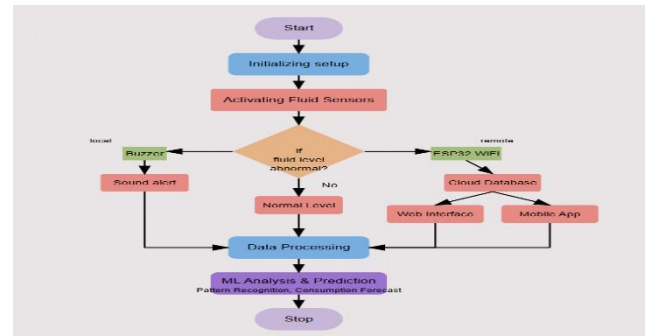 Start
Initializing setup
Activating Fluid Sensors
local
remote
Buzzer
If
fluid level
abnormal?
ESP32 WiFi
Sound alert
No
Cloud Database
Normal Level
Web Interface
Mobile App
Data Processing
ML Analysis & Prediction
Pattern Recognition, Consumption Forecast
Stop